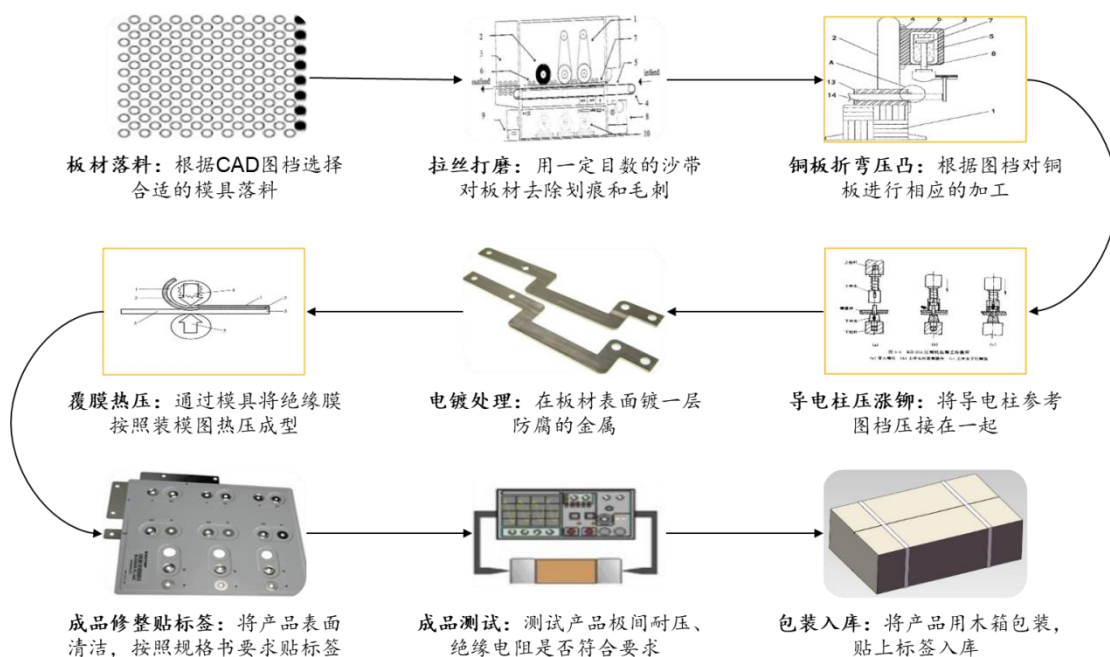 板材落料：根据CAD图档选择
合适的模具落料
拉丝打磨：用一定目数的沙带
对板材去除划痕和毛刺
铜板折弯压凸：根据图档对铜
板进行相应的加工
覆膜热压：通过模具将绝缘膜
按照装模图热压成型
电镀处理：在板材表面镀一层
防腐的金属
导电柱压涨铆：将导电柱参考
图档压接在一起
成品修整贴标签：将产品表面
清洁，按照规格书要求贴标签
成品测试：测试产品极间耐压、
绝缘电阻是否符合要求
包装入库：将产品用木箱包装，
贴上标签入库